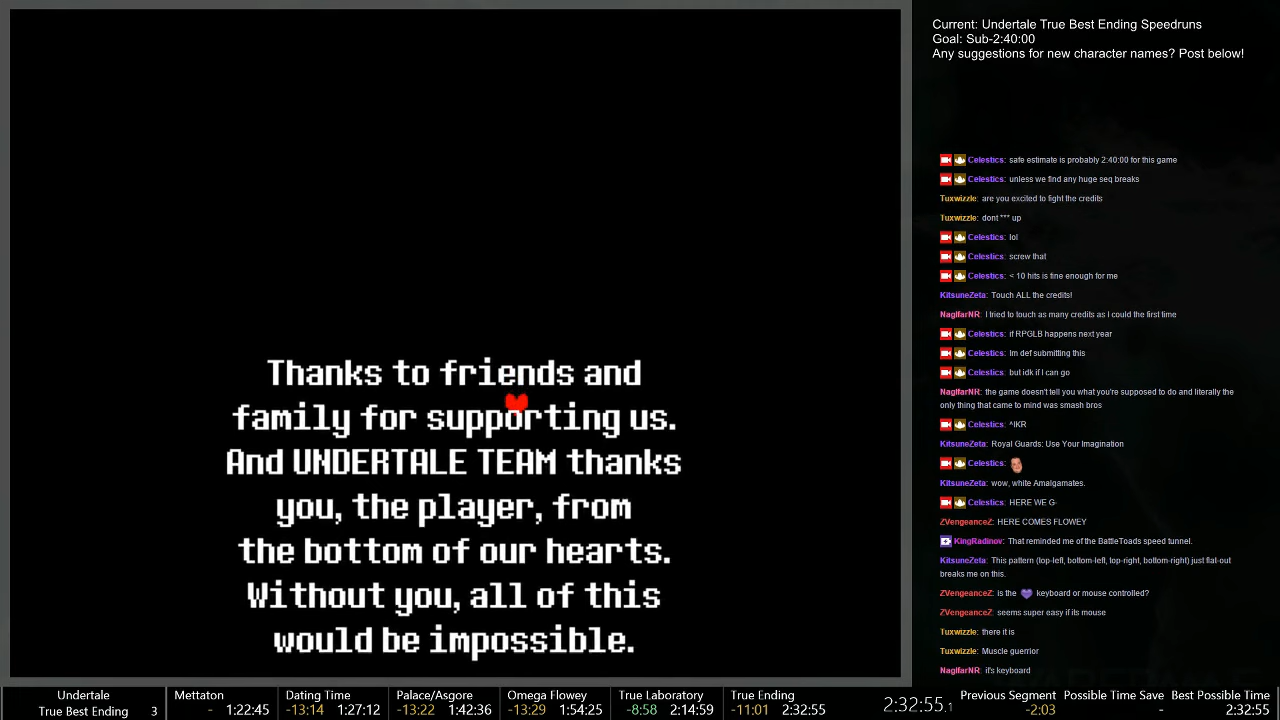 Current: Undertale True Best Ending Speedruns
Goal: Sub-2:40:00
Any suggestions for new character names? Post below!
Thanks to friends and
family for supporting us.
And UNDERTALE TEAM thanks
you, the player, from
the bottom of our hearts.
Without you, all of this
would be impossible.
Celestics: safe estimate is probably 2:40:00 for this game
Celestics: unless we find any huge seq breaks
Tuxwizzle: are you excited to fight the credits
Tuxwizzle: dont *** up
Celestics: lol
Celestics: screw that
Celestics: < 10 hits is fine enough for me
KitsuneZeta: Touch ALL the credits!
NaglfarNR: I tried to touch as many credits as I could the first time
Celestics: if RPGLB happens next year
Celestics: Im def submitting this
Celestics: but idk if I can go
NaglfarNR: the game doesn't tell you what you're supposed to do and literally the
only thing that came to mind was smash bros
Celestics: ^IKR
KitsuneZeta: Royal Guards: Use Your Imagination
Celestics:
KitsuneZeta: wow, white Amalgamates.
Celestics: HERE WE G-
ZVengeanceZ: HERE COMES FLOWEY
KingRadinov: That reminded me of the BattleToads speed tunnel.
KitsuneZeta: This pattern (top-left, bottom-left, top-right, bottom-right) just flat-out
breaks me on this.
ZVengeanceZ: is the keyboard or mouse controlled?
ZVengeanceZ: seems super easy if its mouse
Tuxwizzle: there it is
Tuxwizzle: Muscle guerrior
NaglfarNR: it's keyboard
Undertale Mettaton Dating Time Palace/Asgore Omega Flowey True Laboratory True Ending 2:32:55.1 Previous Segment Possible Time Save Best Possible Time
True Best Ending 3 - 1:22:45 -13:14 1:27:12 -13:22 1:42:36 -13:29 1:54:25 -8:58 2:14:59 -11:01 2:32:55 -2:03 - 2:32:55